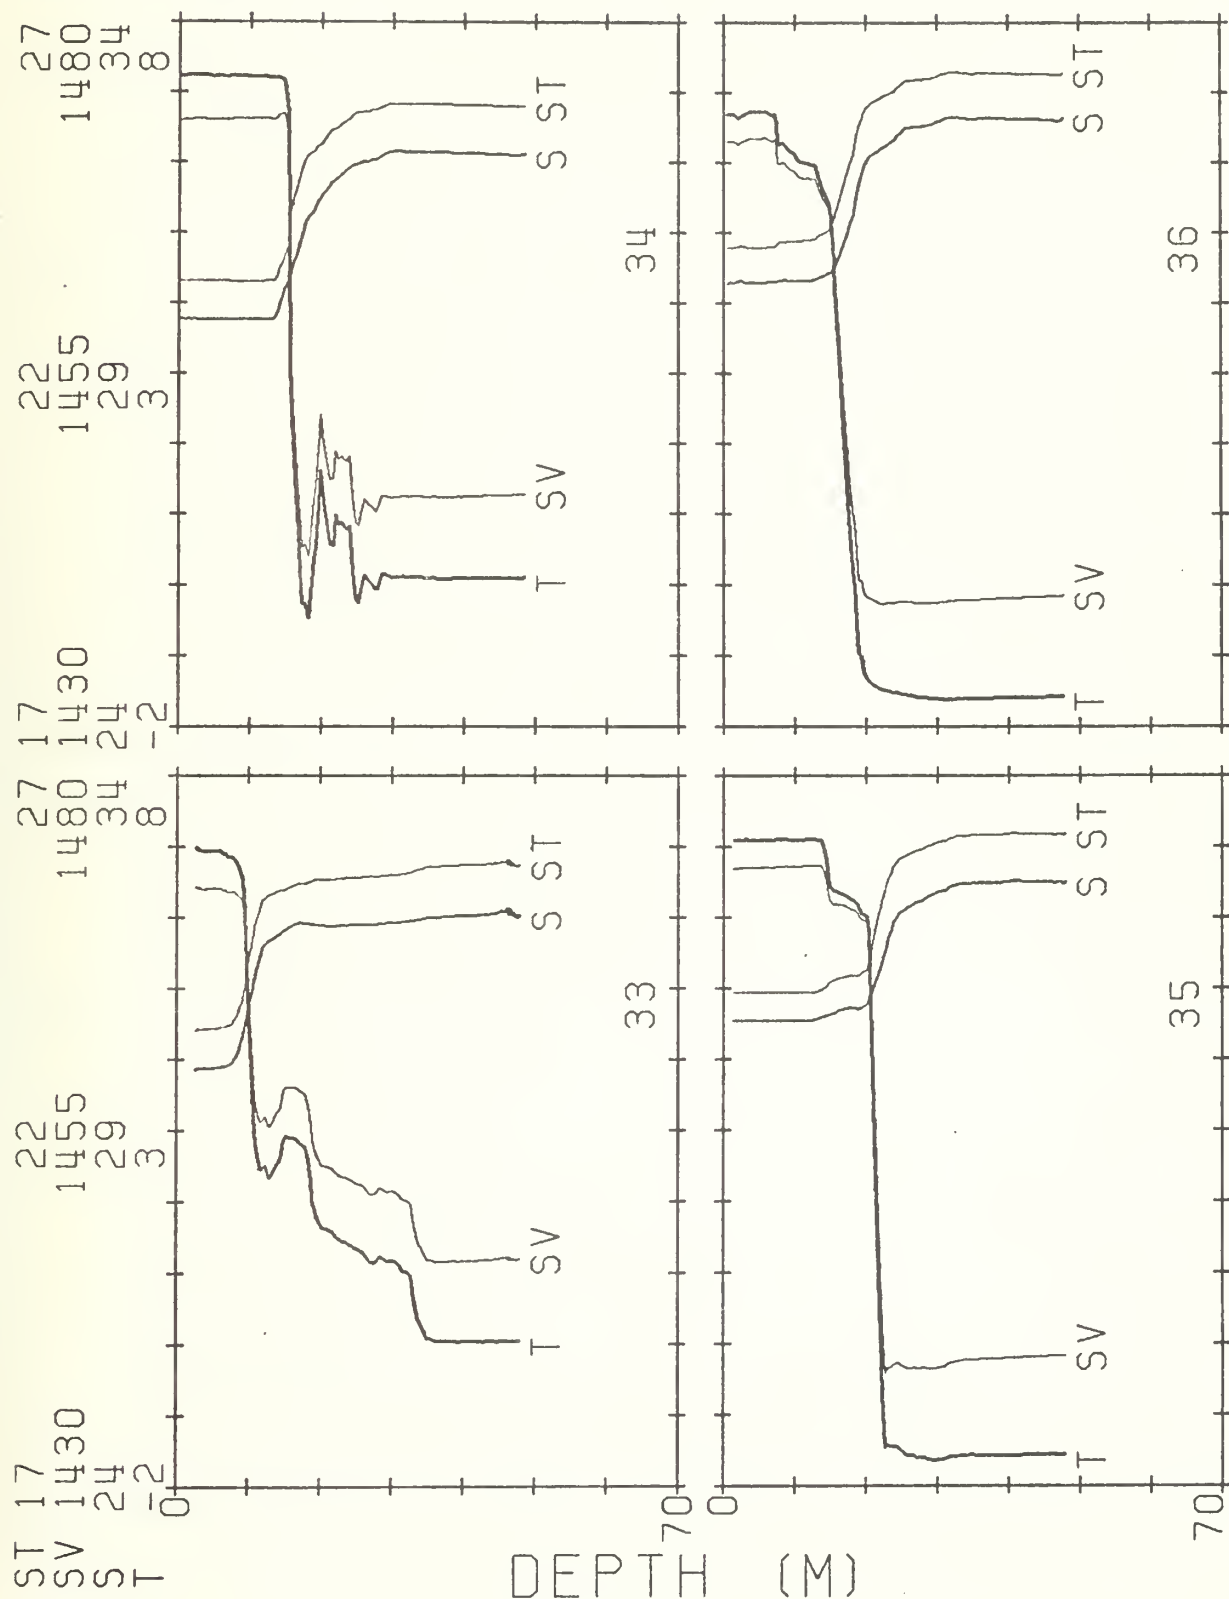 ST 17 22 27 17 22 27
SV 1430 1455 1480 1430 1455 1480
S 24 29 34 24 29 34
T -2 3 8 -2 3 8
0
T SV S ST T SV S ST
33 34
70
0
T SV S ST T SV S ST
35 36
70
DEPTH (M)